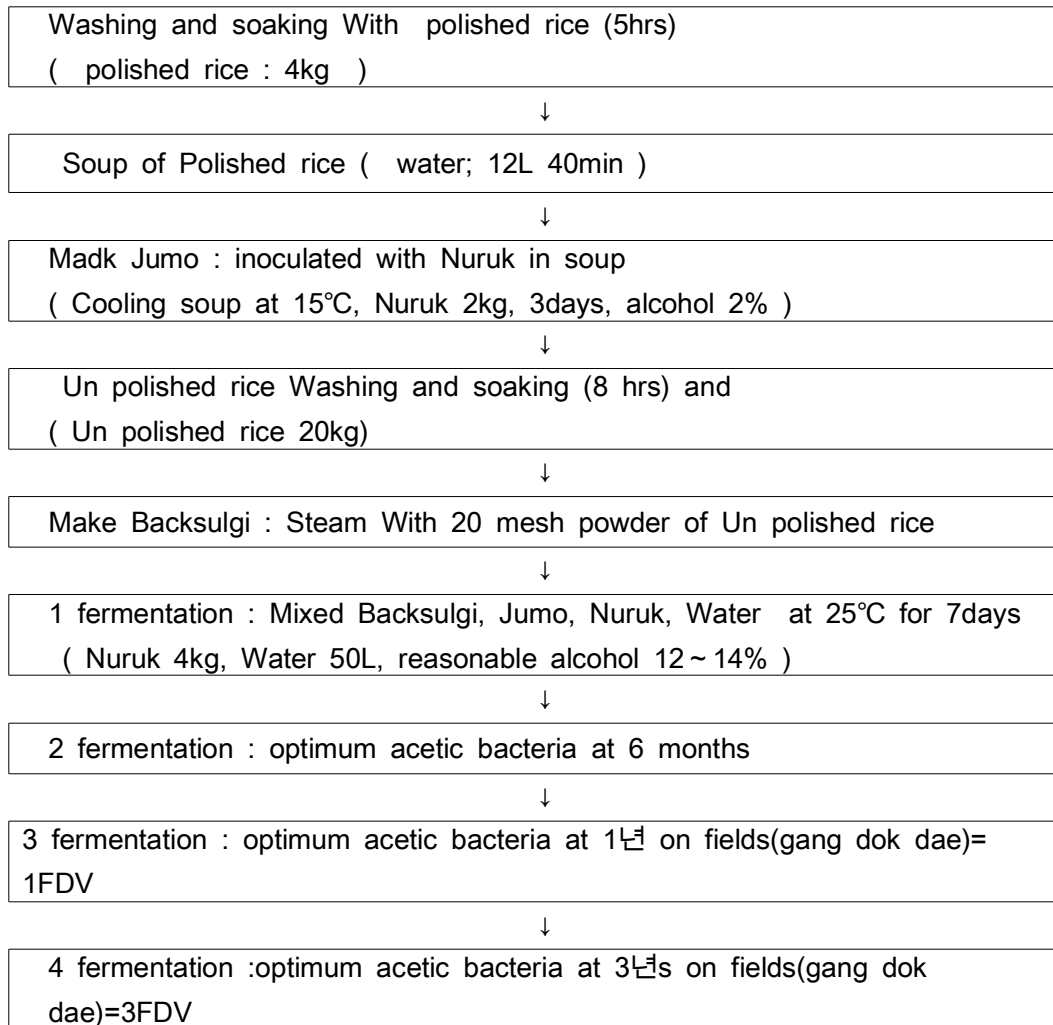 Washing and soaking With polished rice (5hrs)
( polished rice : 4kg )
↓
Soup of Polished rice ( water; 12L 40min )
↓
Madk Jumo : inoculated with Nuruk in soup
( Cooling soup at 15℃, Nuruk 2kg, 3days, alcohol 2% )
↓
Un polished rice Washing and soaking (8 hrs) and
( Un polished rice 20kg)
↓
Make Backsulgi : Steam With 20 mesh powder of Un polished rice
↓
1 fermentation : Mixed Backsulgi, Jumo, Nuruk, Water at 25℃ for 7days
( Nuruk 4kg, Water 50L, reasonable alcohol 12~14% )
↓
2 fermentation : optimum acetic bacteria at 6 months
↓
3 fermentation : optimum acetic bacteria at 1년 on fields(gang dok dae)=
1FDV
↓
4 fermentation :optimum acetic bacteria at 3년s on fields(gang dok
dae)=3FDV